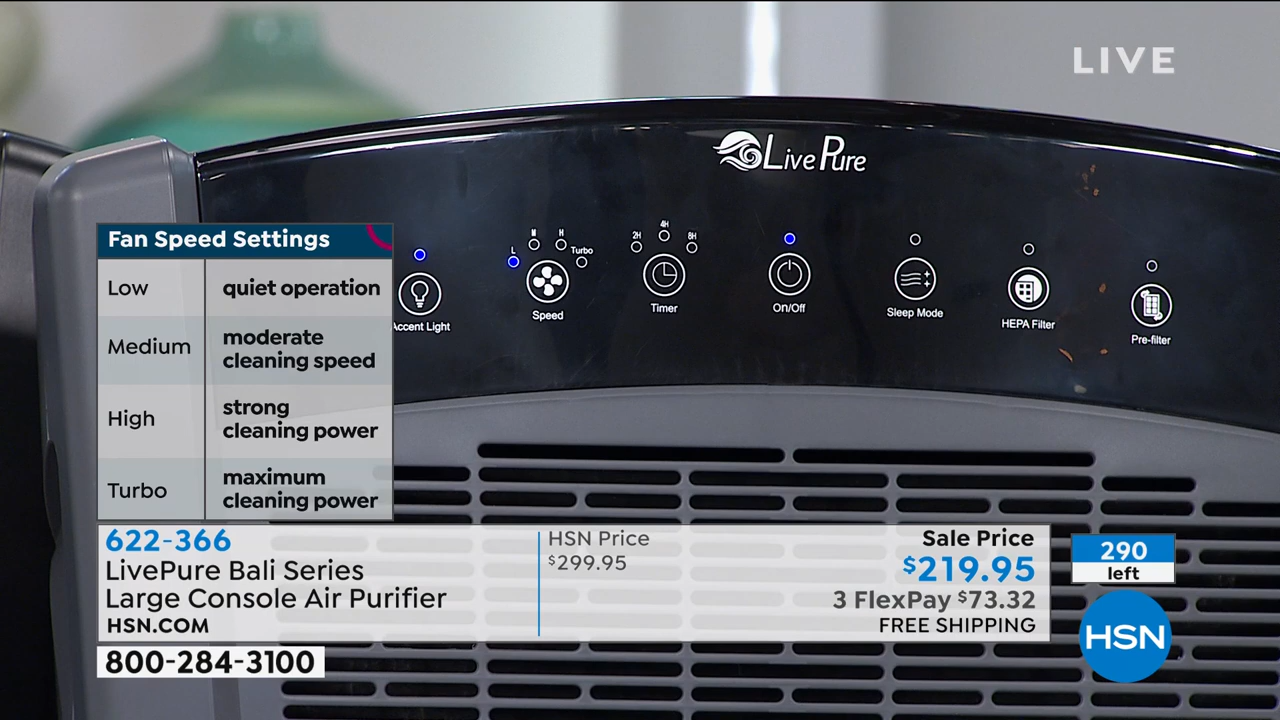 LIVE
LivePure
Fan Speed Settings
Low quiet operation
Medium moderate
cleaning speed
High strong
cleaning power
Turbo maximum
cleaning power
Accent Light
L M H Turbo
Speed
2H 4H 8H
Timer
On/Off
Sleep Mode
HEPA Filter
Pre-filter
622-366
LivePure Bali Series
Large Console Air Purifier
HSN.COM
HSN Price
$299.95
Sale Price
$219.95
3 FlexPay $73.32
FREE SHIPPING
290
left
HSN
800-284-3100